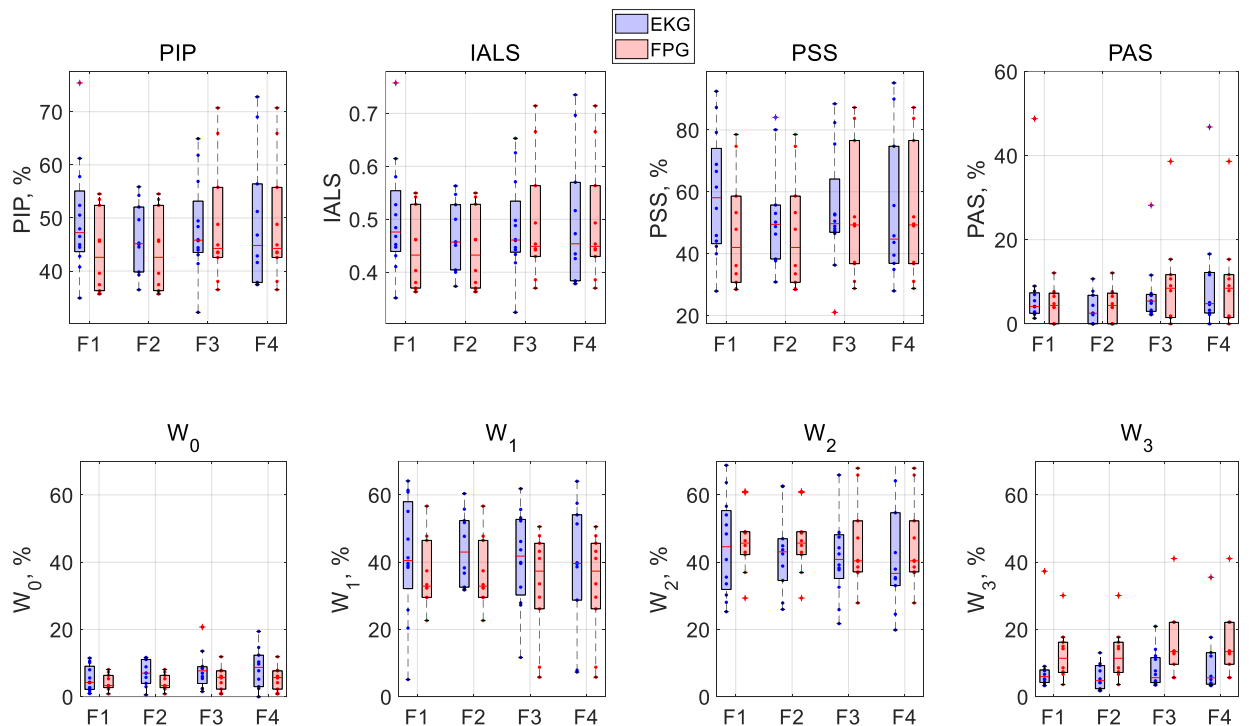 EKG
FPG
PIP
IALS
PSS
PAS
PIP, %
70
60
50
40
F1 F2 F3 F4
IALS
0.7
0.6
0.5
0.4
F1 F2 F3 F4
PSS, %
80
60
40
20
F1 F2 F3 F4
PAS, %
60
40
20
0
F1 F2 F3 F4
W0
W1
W2
W3
W0, %
60
40
20
0
F1 F2 F3 F4
W1, %
60
40
20
0
F1 F2 F3 F4
W2, %
60
40
20
0
F1 F2 F3 F4
W3, %
60
40
20
0
F1 F2 F3 F4